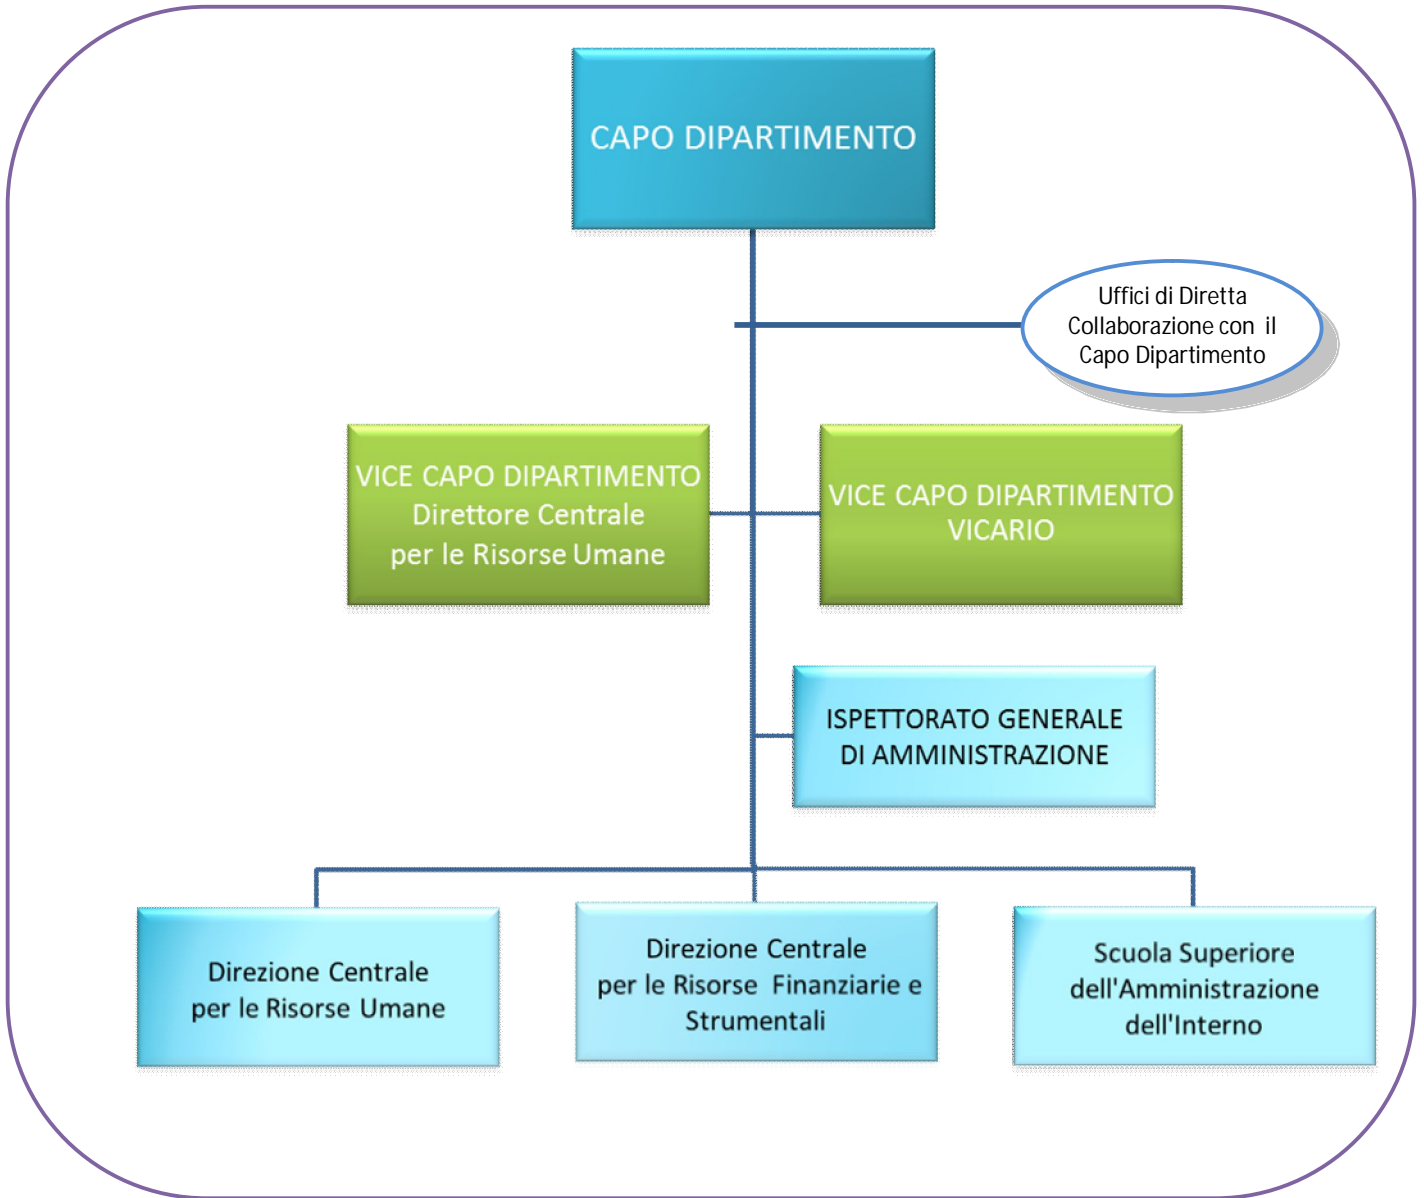 CAPO DIPARTIMENTO
Uffici di Diretta
Collaborazione con il
Capo Dipartimento
VICE CAPO DIPARTIMENTO
Direttore Centrale
per le Risorse Umane
VICE CAPO DIPARTIMENTO
VICARIO
ISPETTORATO GENERALE
DI AMMINISTRAZIONE
Direzione Centrale
per le Risorse Umane
Direzione Centrale
per le Risorse Finanziarie e
Strumentali
Scuola Superiore
dell'Amministrazione
dell'Interno